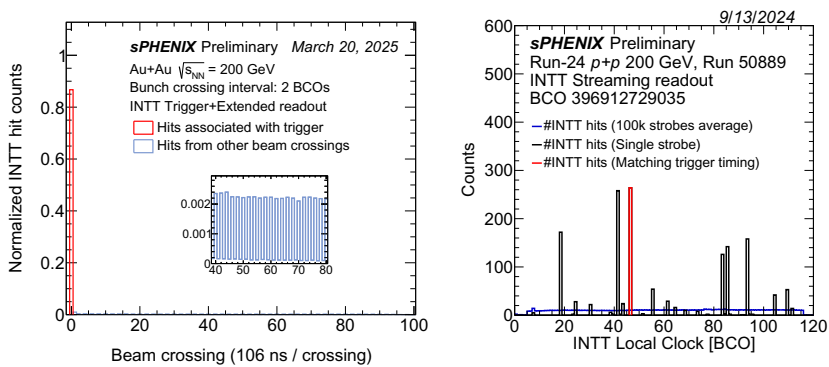 sPHENIX Preliminary March 20, 2025
Au+Au √sNN = 200 GeV
Bunch crossing interval: 2 BCOs
INTT Trigger+Extended readout
Hits associated with trigger
Hits from other beam crossings
Normalized INTT hit counts
1
0.8
0.6
0.4
0.2
0
0.002
0.001
0
40 50 60 70 80
0 20 40 60 80 100
Beam crossing (106 ns / crossing)
9/13/2024
sPHENIX Preliminary
Run-24 p+p 200 GeV, Run 50889
INTT Streaming readout
BCO 396912729035
#INTT hits (100k strobes average)
#INTT hits (Single strobe)
#INTT hits (Matching trigger timing)
Counts
600
500
400
300
200
100
0
0 20 40 60 80 100 120
INTT Local Clock [BCO]